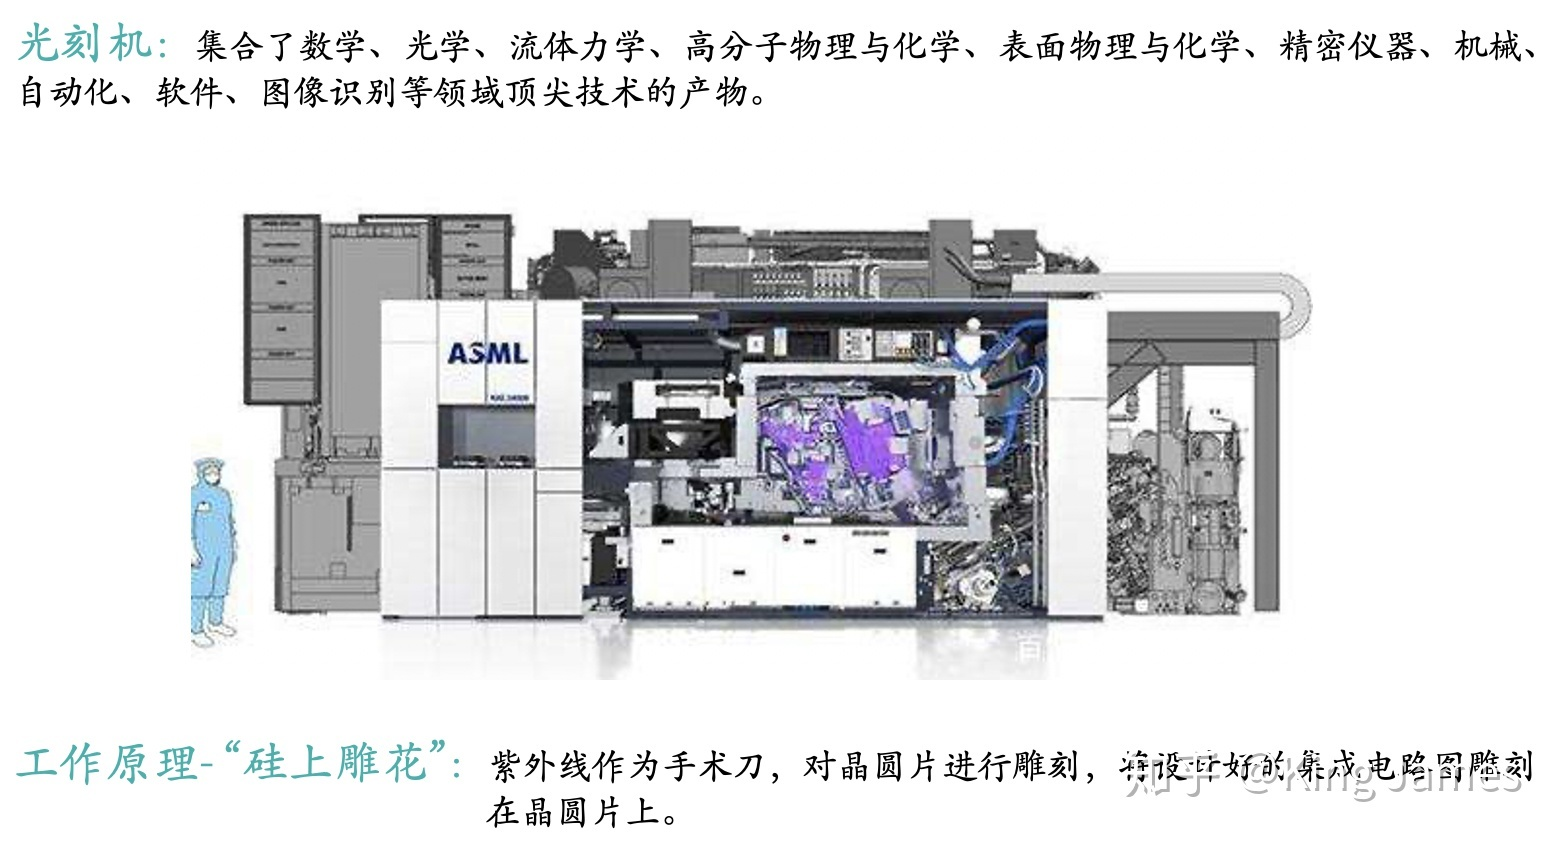 光刻机：集合了数学、光学、流体力学、高分子物理与化学、表面物理与化学、精密仪器、机械、
自动化、软件、图像识别等领域顶尖技术的产物。
ASML
百
工作原理-“硅上雕花”：紫外线作为手术刀，对晶圆片进行雕刻，将设计好的集成电路图雕刻
在晶圆片上。
知乎 @King James